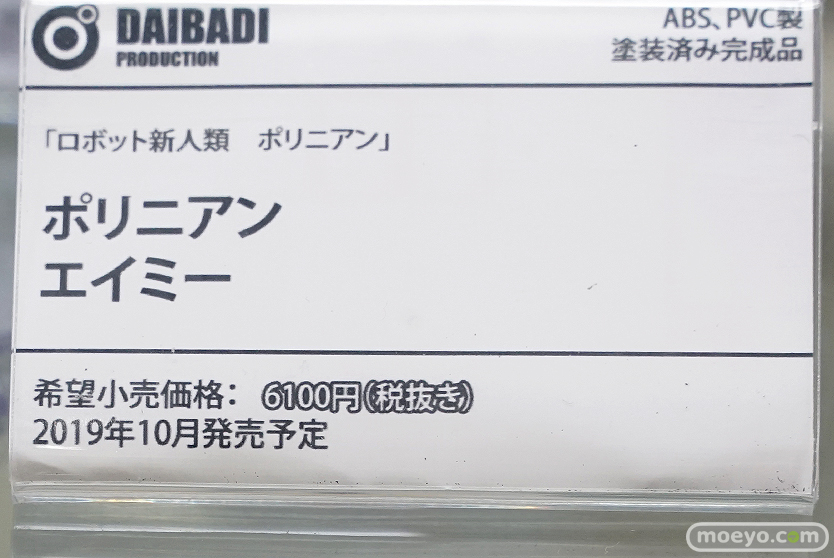 DAIBADI
PRODUCTION
ABS、PVC製
塗装済み完成品
「ロボット新人類　ポリニアン」
ポリニアン
エイミー
希望小売価格： 6100円（税抜き）
2019年10月発売予定
moeyo.com